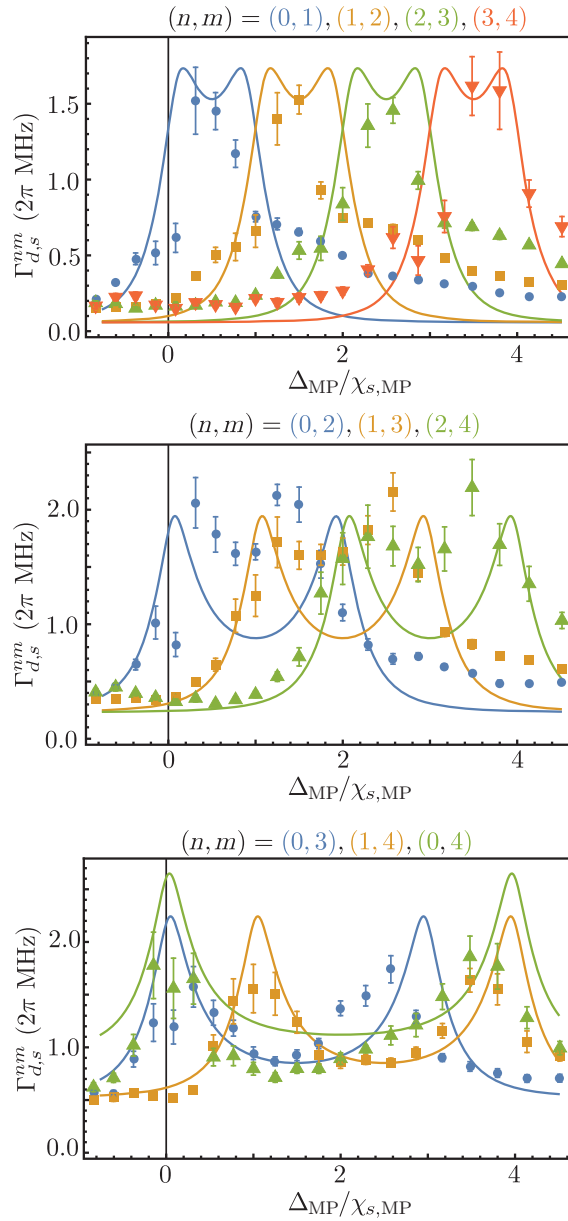 (n, m) = (0, 1), (1, 2), (2, 3), (3, 4)
1.5
1.0
0.5
0.0
Γ^{nm}_{d,s} (2π MHz)
0 2 4
Δ_MP/χ_{s,MP}
(n, m) = (0, 2), (1, 3), (2, 4)
2.0
1.0
0.0
Γ^{nm}_{d,s} (2π MHz)
0 2 4
Δ_MP/χ_{s,MP}
(n, m) = (0, 3), (1, 4), (0, 4)
2.0
1.0
0.0
Γ^{nm}_{d,s} (2π MHz)
0 2 4
Δ_MP/χ_{s,MP}